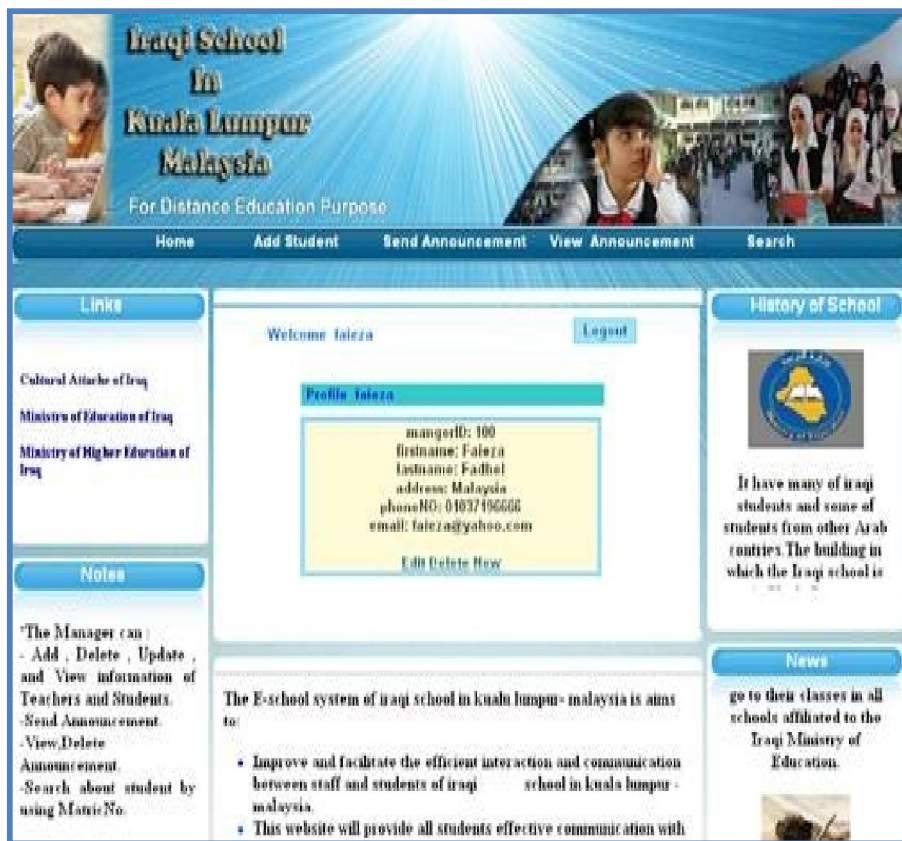 Iraqi School
In
Kuala Lumpur
Malaysia
For Distance Education Purpose
Home Add Student Send Announcement View Announcement Search
Links
Cultural Attache of Iraq
Ministru of Education of Iraq
Ministry of Higher Education of
Iraq
Notes
*The Manager can :
- Add , Delete , Update ,
and View information of
Teachers and Students.
-Send Announcement.
-View,Delete
Announcement.
-Search about student by
using MatricNo.
Welcome faieza
Logout
Profile faieza
mangerID: 100
firstname: Faieza
lastname: Fadhel
address: Malaysia
phoneNO: 01837196666
email: faieza@yahoo.com
Edit Delete New
The E-school system of iraqi school in kuala lumpur- malaysia is aims
to:
• Improve and facilitate the efficient interaction and communication
between staff and students of iraqi school in kuala lumpur -
malaysia.
• This website will provide all students effective communication with
History of School
It have many of iraqi
students and some of
students from other Arab
contries.The building in
which the Iraqi school is
News
go to their classes in all
schools affiliated to the
Iraqi Ministry of
Education.